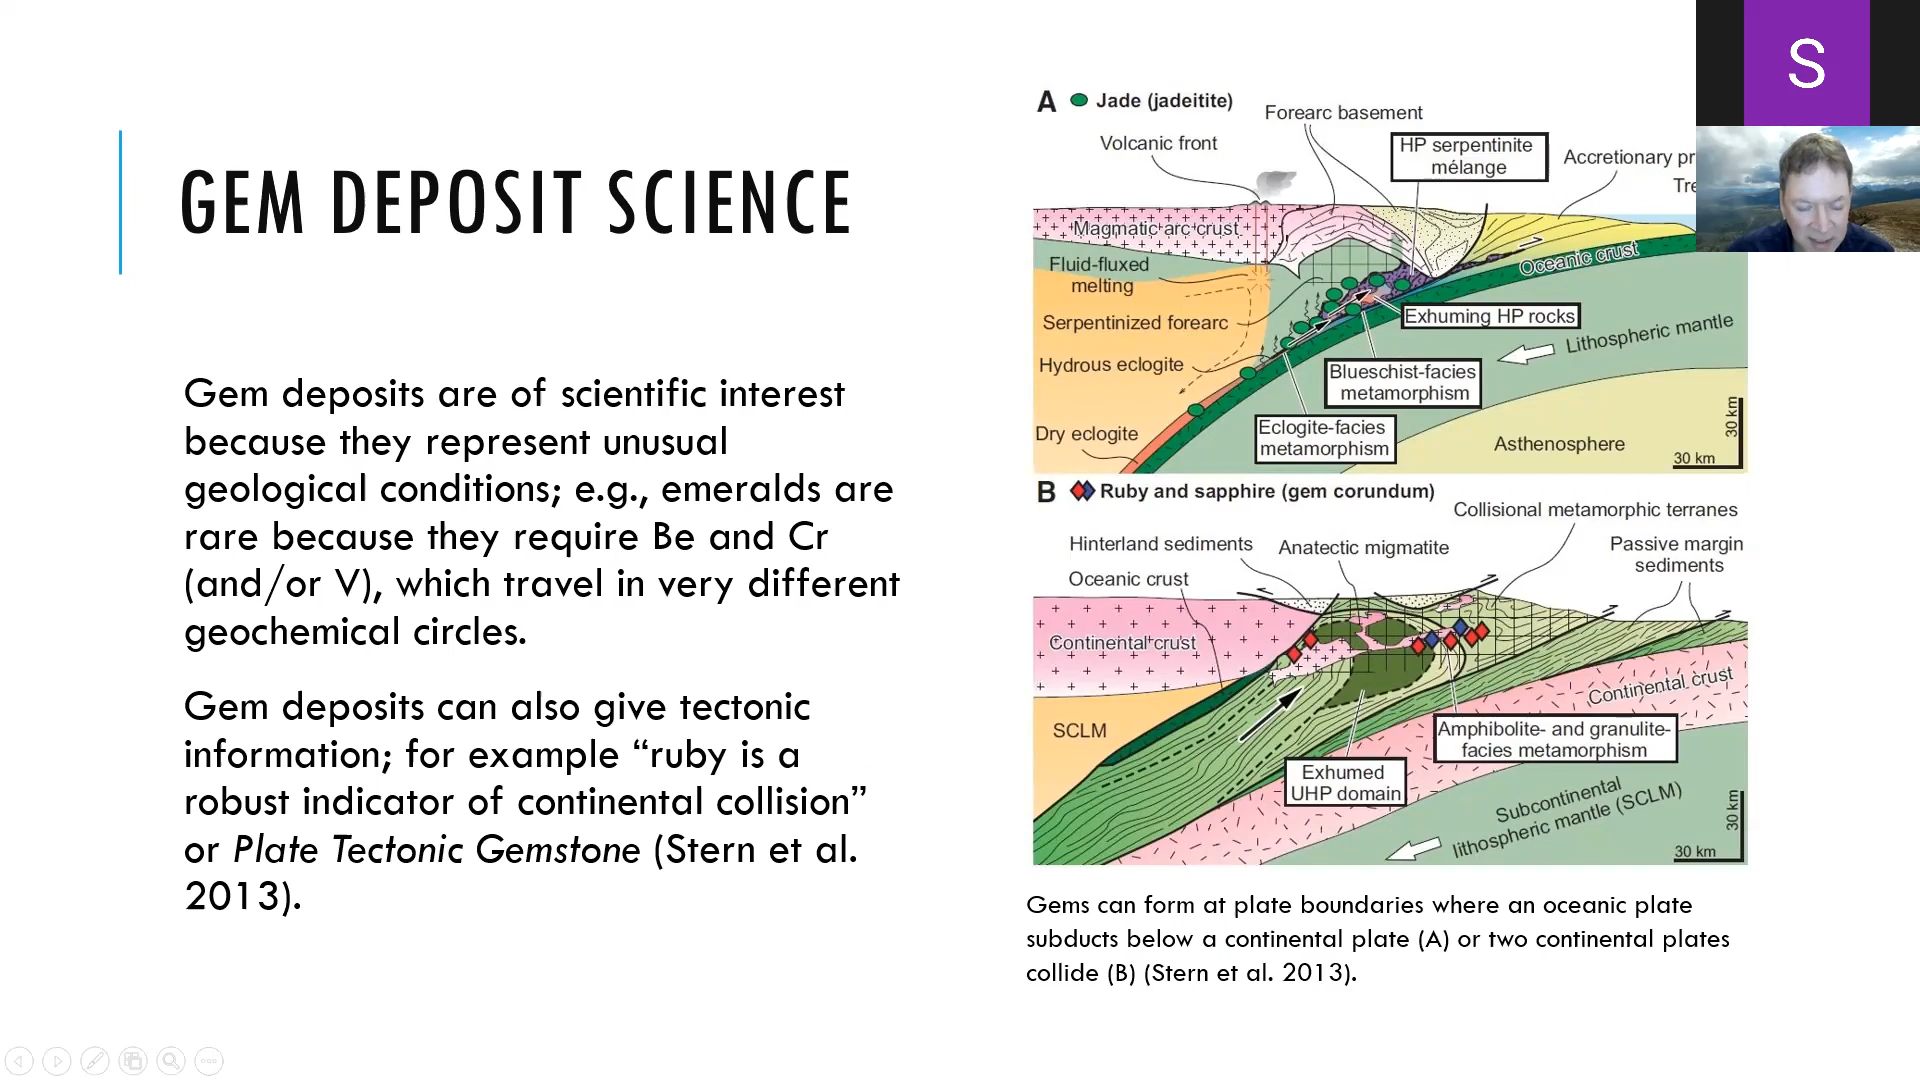 GEM DEPOSIT SCIENCE
Gem deposits are of scientific interest
because they represent unusual
geological conditions; e.g., emeralds are
rare because they require Be and Cr
(and/or V), which travel in very different
geochemical circles.
Gem deposits can also give tectonic
information; for example “ruby is a
robust indicator of continental collision”
or Plate Tectonic Gemstone (Stern et al.
2013).
A Jade (jadeitite)
Forearc basement
Volcanic front
HP serpentinite
mélange
Accretionary
Magmatic arc crust
Oceanic crust
Fluid-fluxed
melting
Serpentinized forearc
Exhuming HP rocks
Lithospheric mantle
Hydrous eclogite
Blueschist-facies
metamorphism
Eclogite-facies
metamorphism
Dry eclogite
Asthenosphere
30 km
30 km
B Ruby and sapphire (gem corundum)
Collisional metamorphic terranes
Hinterland sediments
Anatectic migmatite
Passive margin
sediments
Oceanic crust
Continental crust
Continental crust
SCLM
Amphibolite- and granulite-
facies metamorphism
Exhumed
UHP domain
Subcontinental
lithospheric mantle (SCLM)
30 km
30 km
Gems can form at plate boundaries where an oceanic plate
subducts below a continental plate (A) or two continental plates
collide (B) (Stern et al. 2013).
S